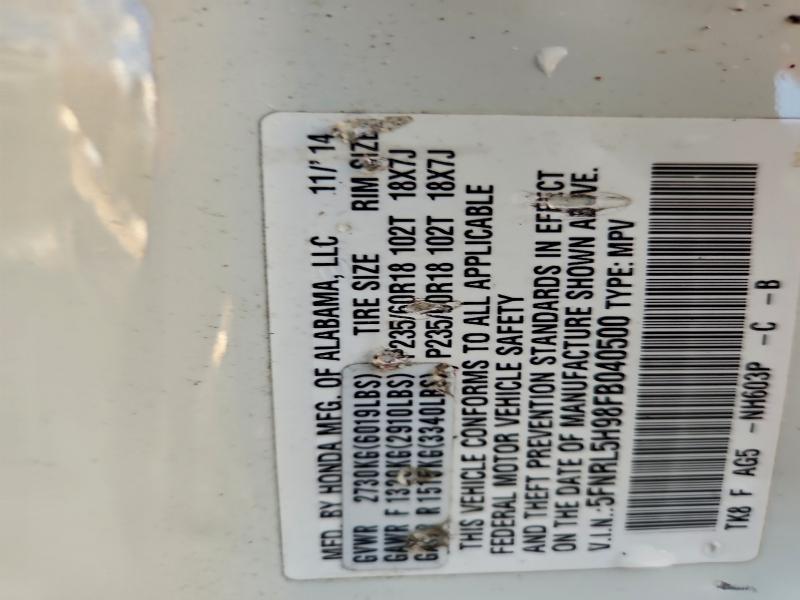 MFD. BY HONDA MFG. OF ALABAMA, LLC 11/'14
GVWR 2730KG(6019LBS) TIRE SIZE RIM SIZE
GAWR F 1320KG(2910LBS) P235/60R18 102T 18X7J
GAWR R 1515KG(3340LBS) P235/60R18 102T 18X7J
THIS VEHICLE CONFORMS TO ALL APPLICABLE
FEDERAL MOTOR VEHICLE SAFETY
AND THEFT PREVENTION STANDARDS IN EFFECT
ON THE DATE OF MANUFACTURE SHOWN ABOVE.
V.I.N.:5FNRL5H98FB040500 TYPE: MPV
TK8 F AG5 -NH603P -C -B